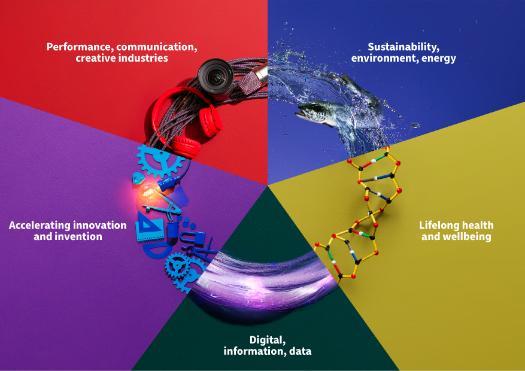 Performance, communication,
creative industries
Sustainability,
environment, energy
Accelerating innovation
and invention
Lifelong health
and wellbeing
Digital,
information, data